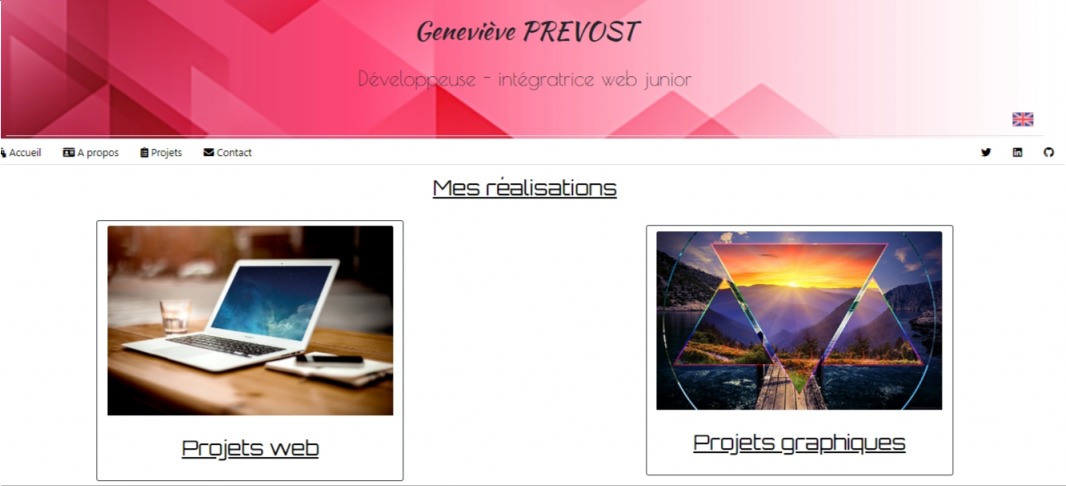 Geneviève PREVOST
Développeuse - intégratrice web junior
Accueil A propos Projets Contact
Mes réalisations
Projets web
Projets graphiques